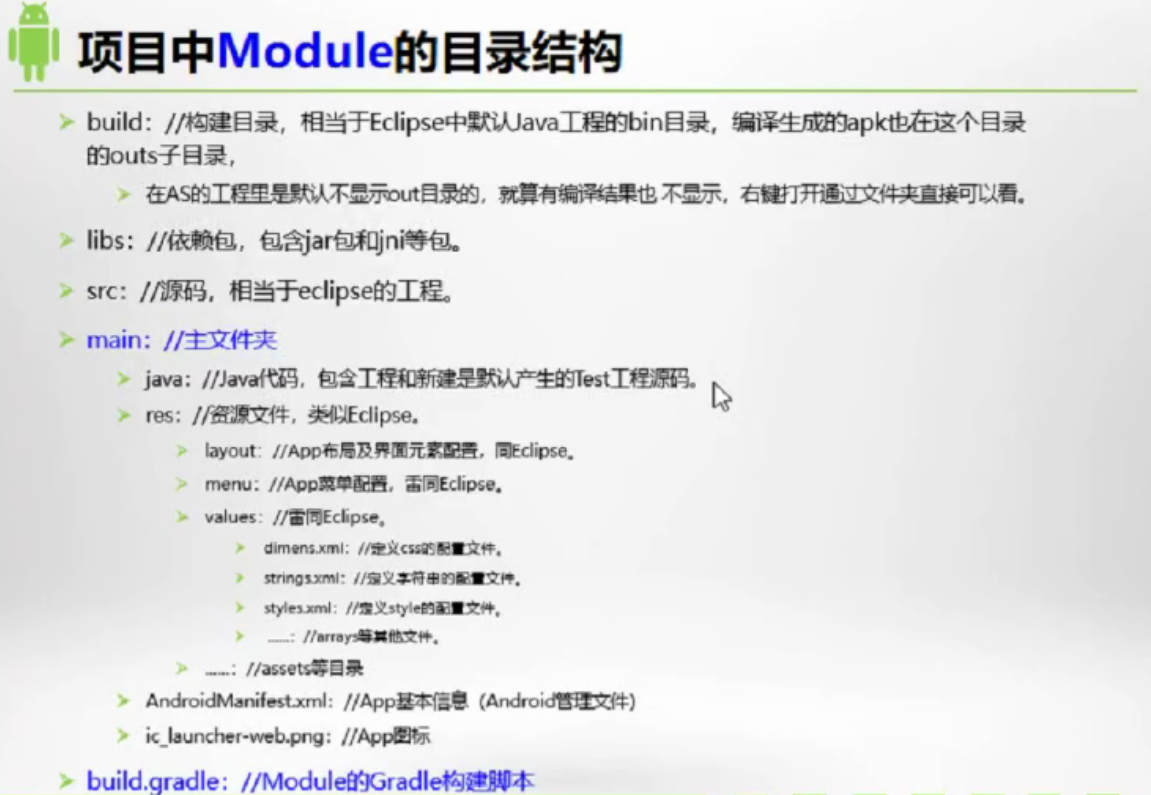 项目中Module的目录结构
build：//构建目录，相当于Eclipse中默认Java工程的bin目录，编译生成的apk也在这个目录
的outs子目录，
在AS的工程里是默认不显示out目录的，就算有编译结果也 不显示，右键打开通过文件夹直接可以看。
libs：//依赖包，包含jar包和jni等包。
src：//源码，相当于eclipse的工程。
main：//主文件夹
java：//Java代码，包含工程和新建是默认产生的Test工程源码。
res：//资源文件，类似Eclipse。
layout：//App布局及界面元素配置，同Eclipse。
menu：//App菜单配置，雷同Eclipse。
values：//雷同Eclipse。
dimens.xml：//定义css的配置文件。
strings.xml：//定义字符串的配置文件。
styles.xml：//定义style的配置文件。
......：//arrays等其他文件。
......：//assets等目录
AndroidManifest.xml：//App基本信息（Android管理文件）
ic_launcher-web.png：//App图标
build.gradle：//Module的Gradle构建脚本